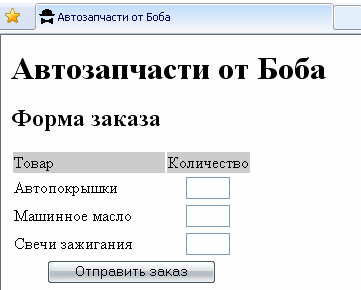 Автозапчасти от Боба
Автозапчасти от Боба
Форма заказа
Товар Количество
Автопокрышки
Машинное масло
Свечи зажигания
Отправить заказ